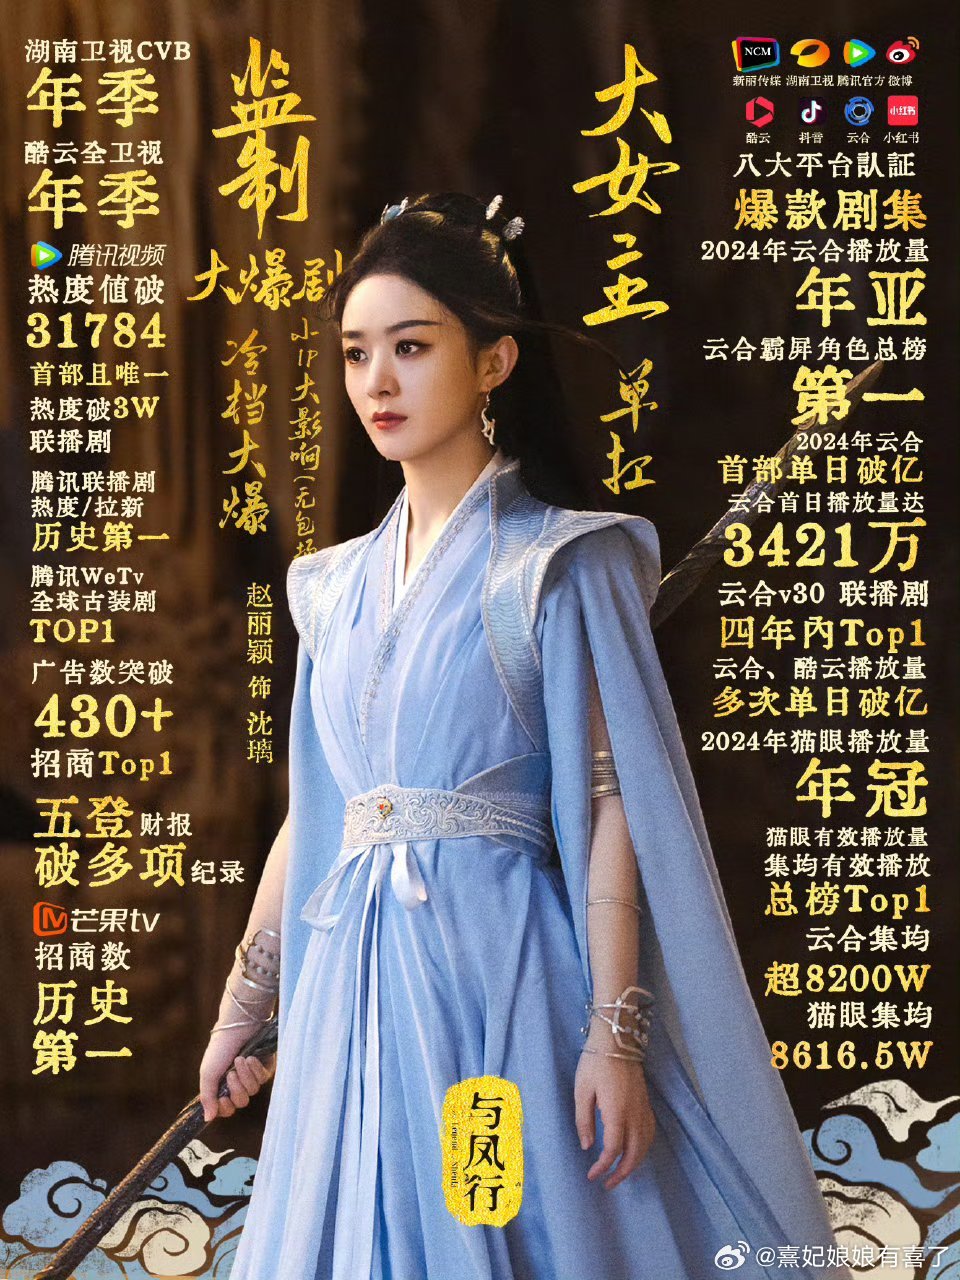 湖南卫视CVB
年季
酷云全卫视
年季
腾讯视频
热度值破
31784
首部且唯一
热度破3W
联播剧
腾讯联播剧
热度/拉新
历史第一
腾讯WeTv
全球古装剧
TOP1
广告数突破
430+
招商Top1
五登财报
破多项纪录
芒果tv
招商数
历史
第一
监制
大爆剧
冷档大爆
小IP大影响(无包场
赵丽颖 饰 沈璃
大女主
单扛
NCM
新丽传媒 湖南卫视 腾讯官方 微博
小红书
酷云 抖音 云合 小红书
八大平台認証
爆款剧集
2024年云合播放量
年亚
云合霸屏角色总榜
第一
2024年云合
首部单日破亿
云合首日播放量达
3421万
云合v30 联播剧
四年内Top1
云合、酷云播放量
多次单日破亿
2024年猫眼播放量
年冠
猫眼有效播放量
集均有效播放
总榜Top1
云合集均
超8200W
猫眼集均
8616.5W
与凤行
@熹妃娘娘有喜了